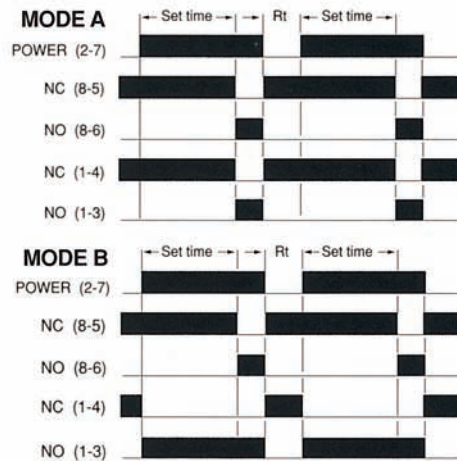 MODE A
Set time Rt Set time
POWER (2-7)
NC (8-5)
NO (8-6)
NC (1-4)
NO (1-3)
MODE B
Set time Rt Set time
POWER (2-7)
NC (8-5)
NO (8-6)
NC (1-4)
NO (1-3)